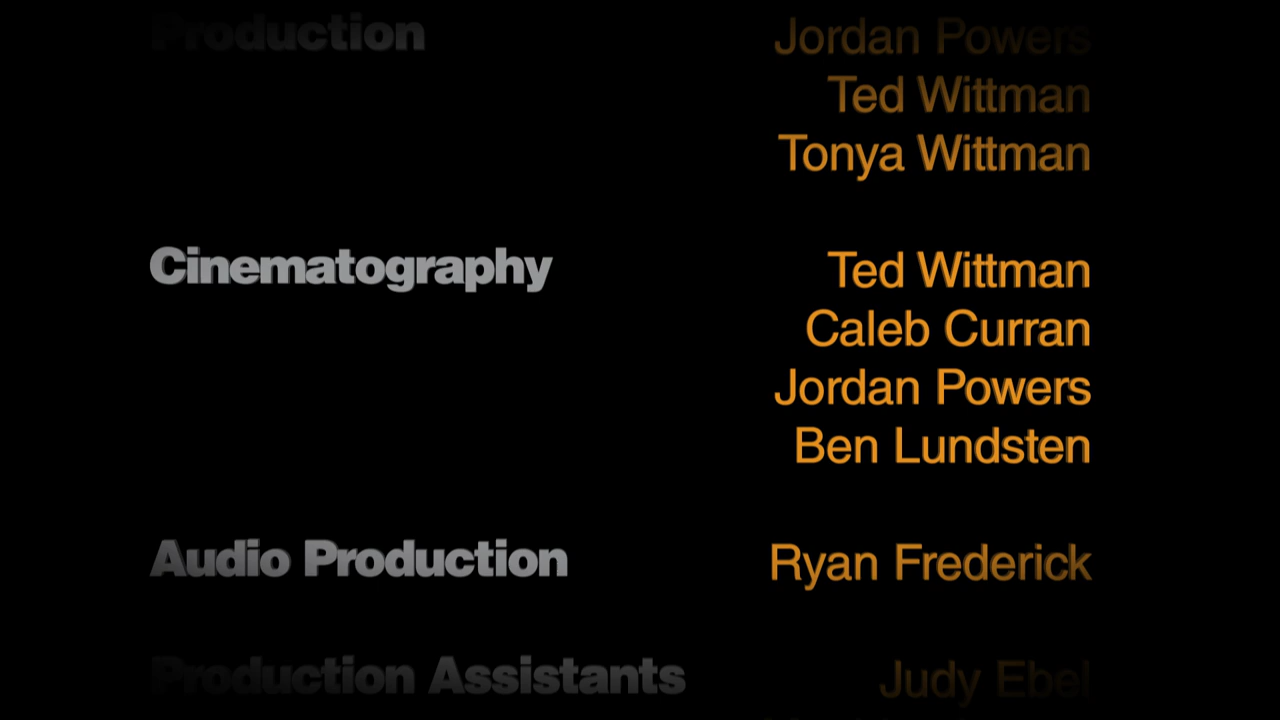 Production Jordan Powers
Ted Wittman
Tonya Wittman
Cinematography Ted Wittman
Caleb Curran
Jordan Powers
Ben Lundsten
Audio Production Ryan Frederick
Production Assistants Judy Ebel